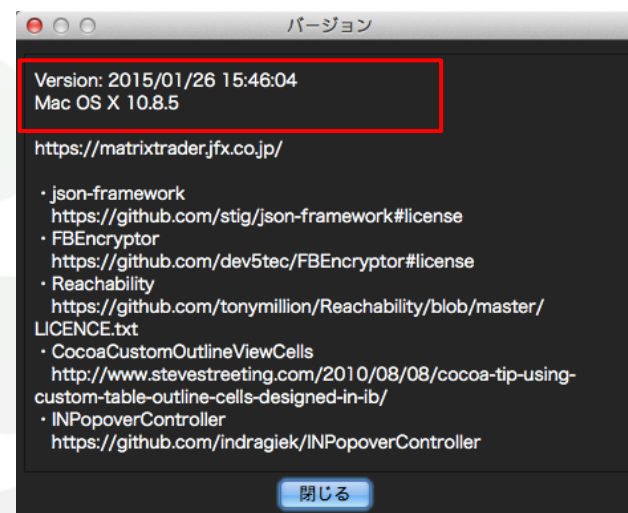 バージョン
Version: 2015/01/26 15:46:04
Mac OS X 10.8.5
https://matrixtrader.jfx.co.jp/
・json-framework
https://github.com/stig/json-framework#license
・FBEncryptor
https://github.com/dev5tec/FBEncryptor#license
・Reachability
https://github.com/tonymillion/Reachability/blob/master/
LICENCE.txt
・CocoaCustomOutlineViewCells
http://www.stevestreeting.com/2010/08/08/cocoa-tip-using-
custom-table-outline-cells-designed-in-ib/
・INPopoverController
https://github.com/indragiek/INPopoverController
閉じる